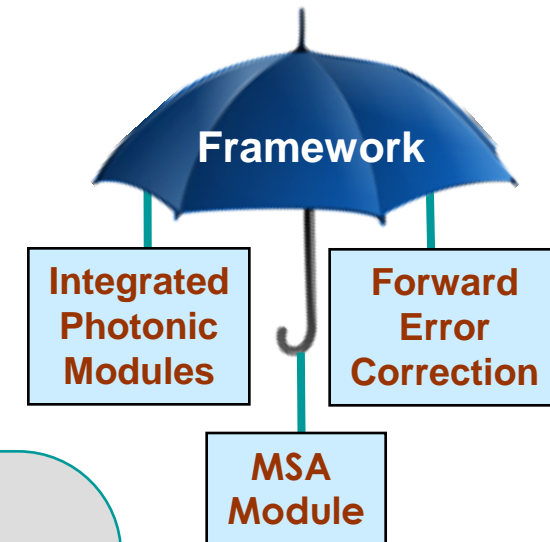 Framework
Integrated
Photonic
Modules
Forward
Error
Correction
MSA
Module